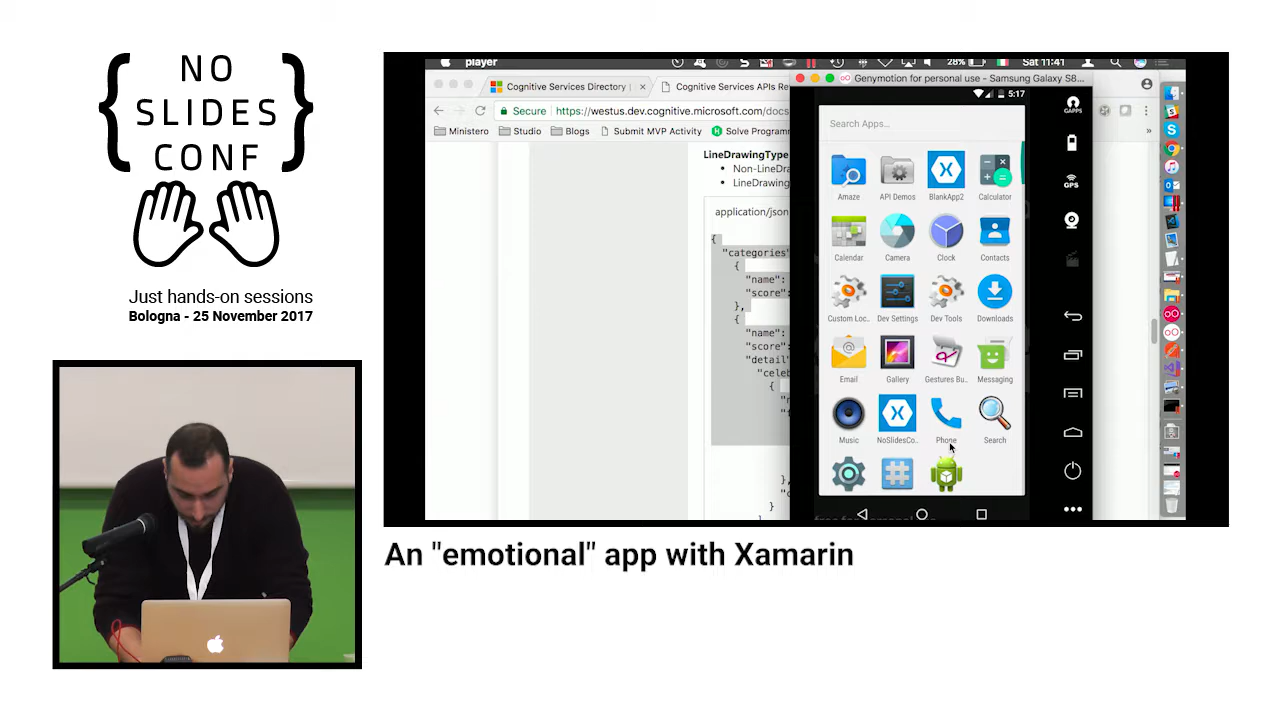 NO
SLIDES
CONF
Just hands-on sessions
Bologna - 25 November 2017
player
28%
Sat 11:41
Cognitive Services Directory |
Cognitive Services APIs Re
Genymotion for personal use - Samsung Galaxy S8...
Secure
https://westus.dev.cognitive.microsoft.com/docs
Ministero
Studio
Blogs
Submit MVP Activity
Solve Program
LineDrawingType
Non-LineDra
LineDrawing
application/json
{
"categories"
{
"name":
"score":
},
{
"name":
"score":
"detail"
"celeb
{
},
}
]
5:17
Search Apps...
Amaze
API Demos
BlankApp2
Calculator
Calendar
Camera
Clock
Contacts
Custom Loc..
Dev Settings
Dev Tools
Downloads
Email
Gallery
Gestures Bu..
Messaging
Music
NoSlidesCo..
Phone
Search
GAPPS
GPS
An "emotional" app with Xamarin